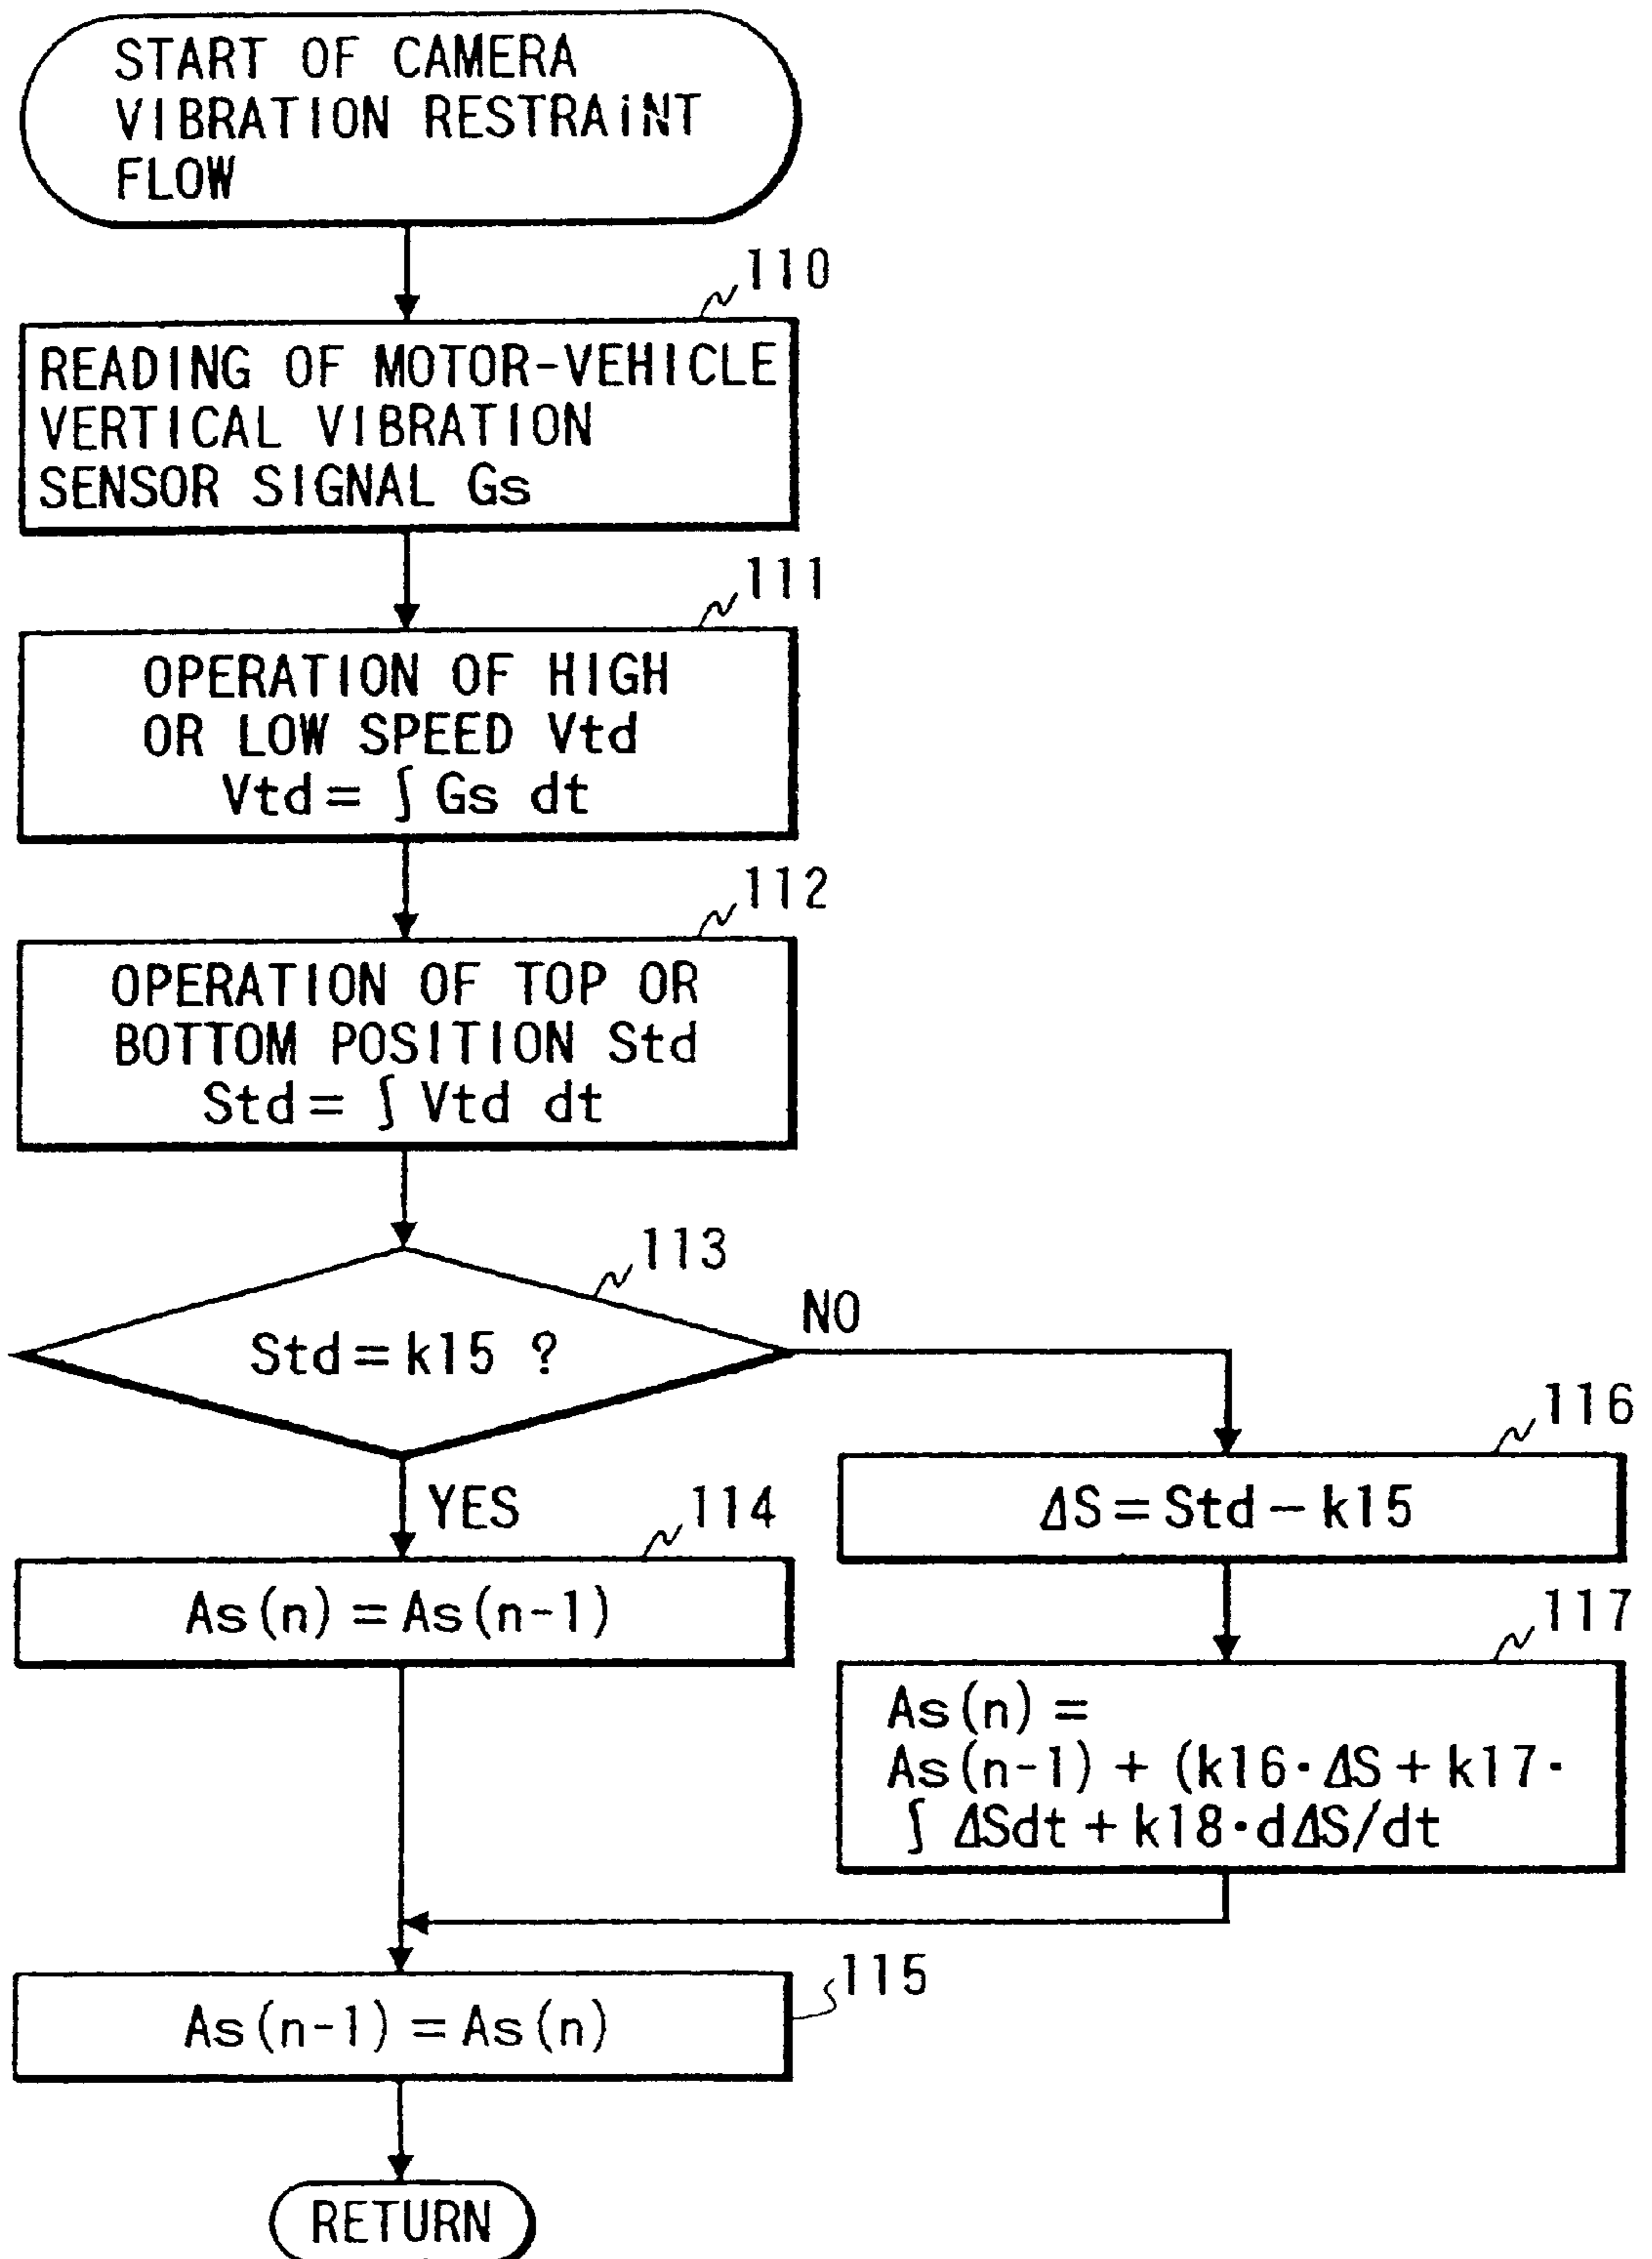 START OF CAMERA
VIBRATION RESTRAINT
FLOW
110
READING OF MOTOR-VEHICLE
VERTICAL VIBRATION
SENSOR SIGNAL Gs
111
OPERATION OF HIGH
OR LOW SPEED Vtd
Vtd = ∫ Gs dt
112
OPERATION OF TOP OR
BOTTOM POSITION Std
Std = ∫ Vtd dt
113
Std = k15 ?
NO
YES
116
ΔS = Std − k15
114
As(n) = As(n-1)
117
As(n) =
As(n-1) + (k16·ΔS + k17·
∫ ΔSdt + k18·dΔS/dt
115
As(n-1) = As(n)
RETURN